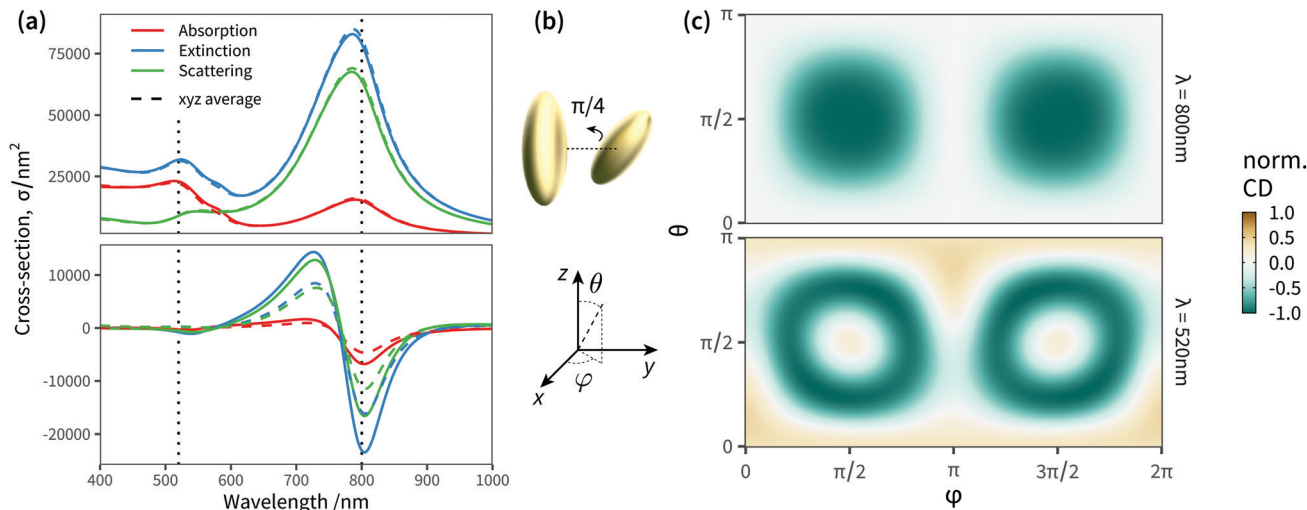 (a)
Absorption
Extinction
Scattering
xyz average
75000
50000
25000
10000
0
-10000
-20000
Cross-section, σ/nm²
400
500
600
700
800
900
1000
Wavelength /nm
(b)
π/4
z
θ
y
x
φ
(c)
π
π/2
0
λ = 800nm
θ
π
π/2
0
λ = 520nm
0
π/2
π
3π/2
2π
φ
norm.
CD
1.0
0.5
0.0
-0.5
-1.0